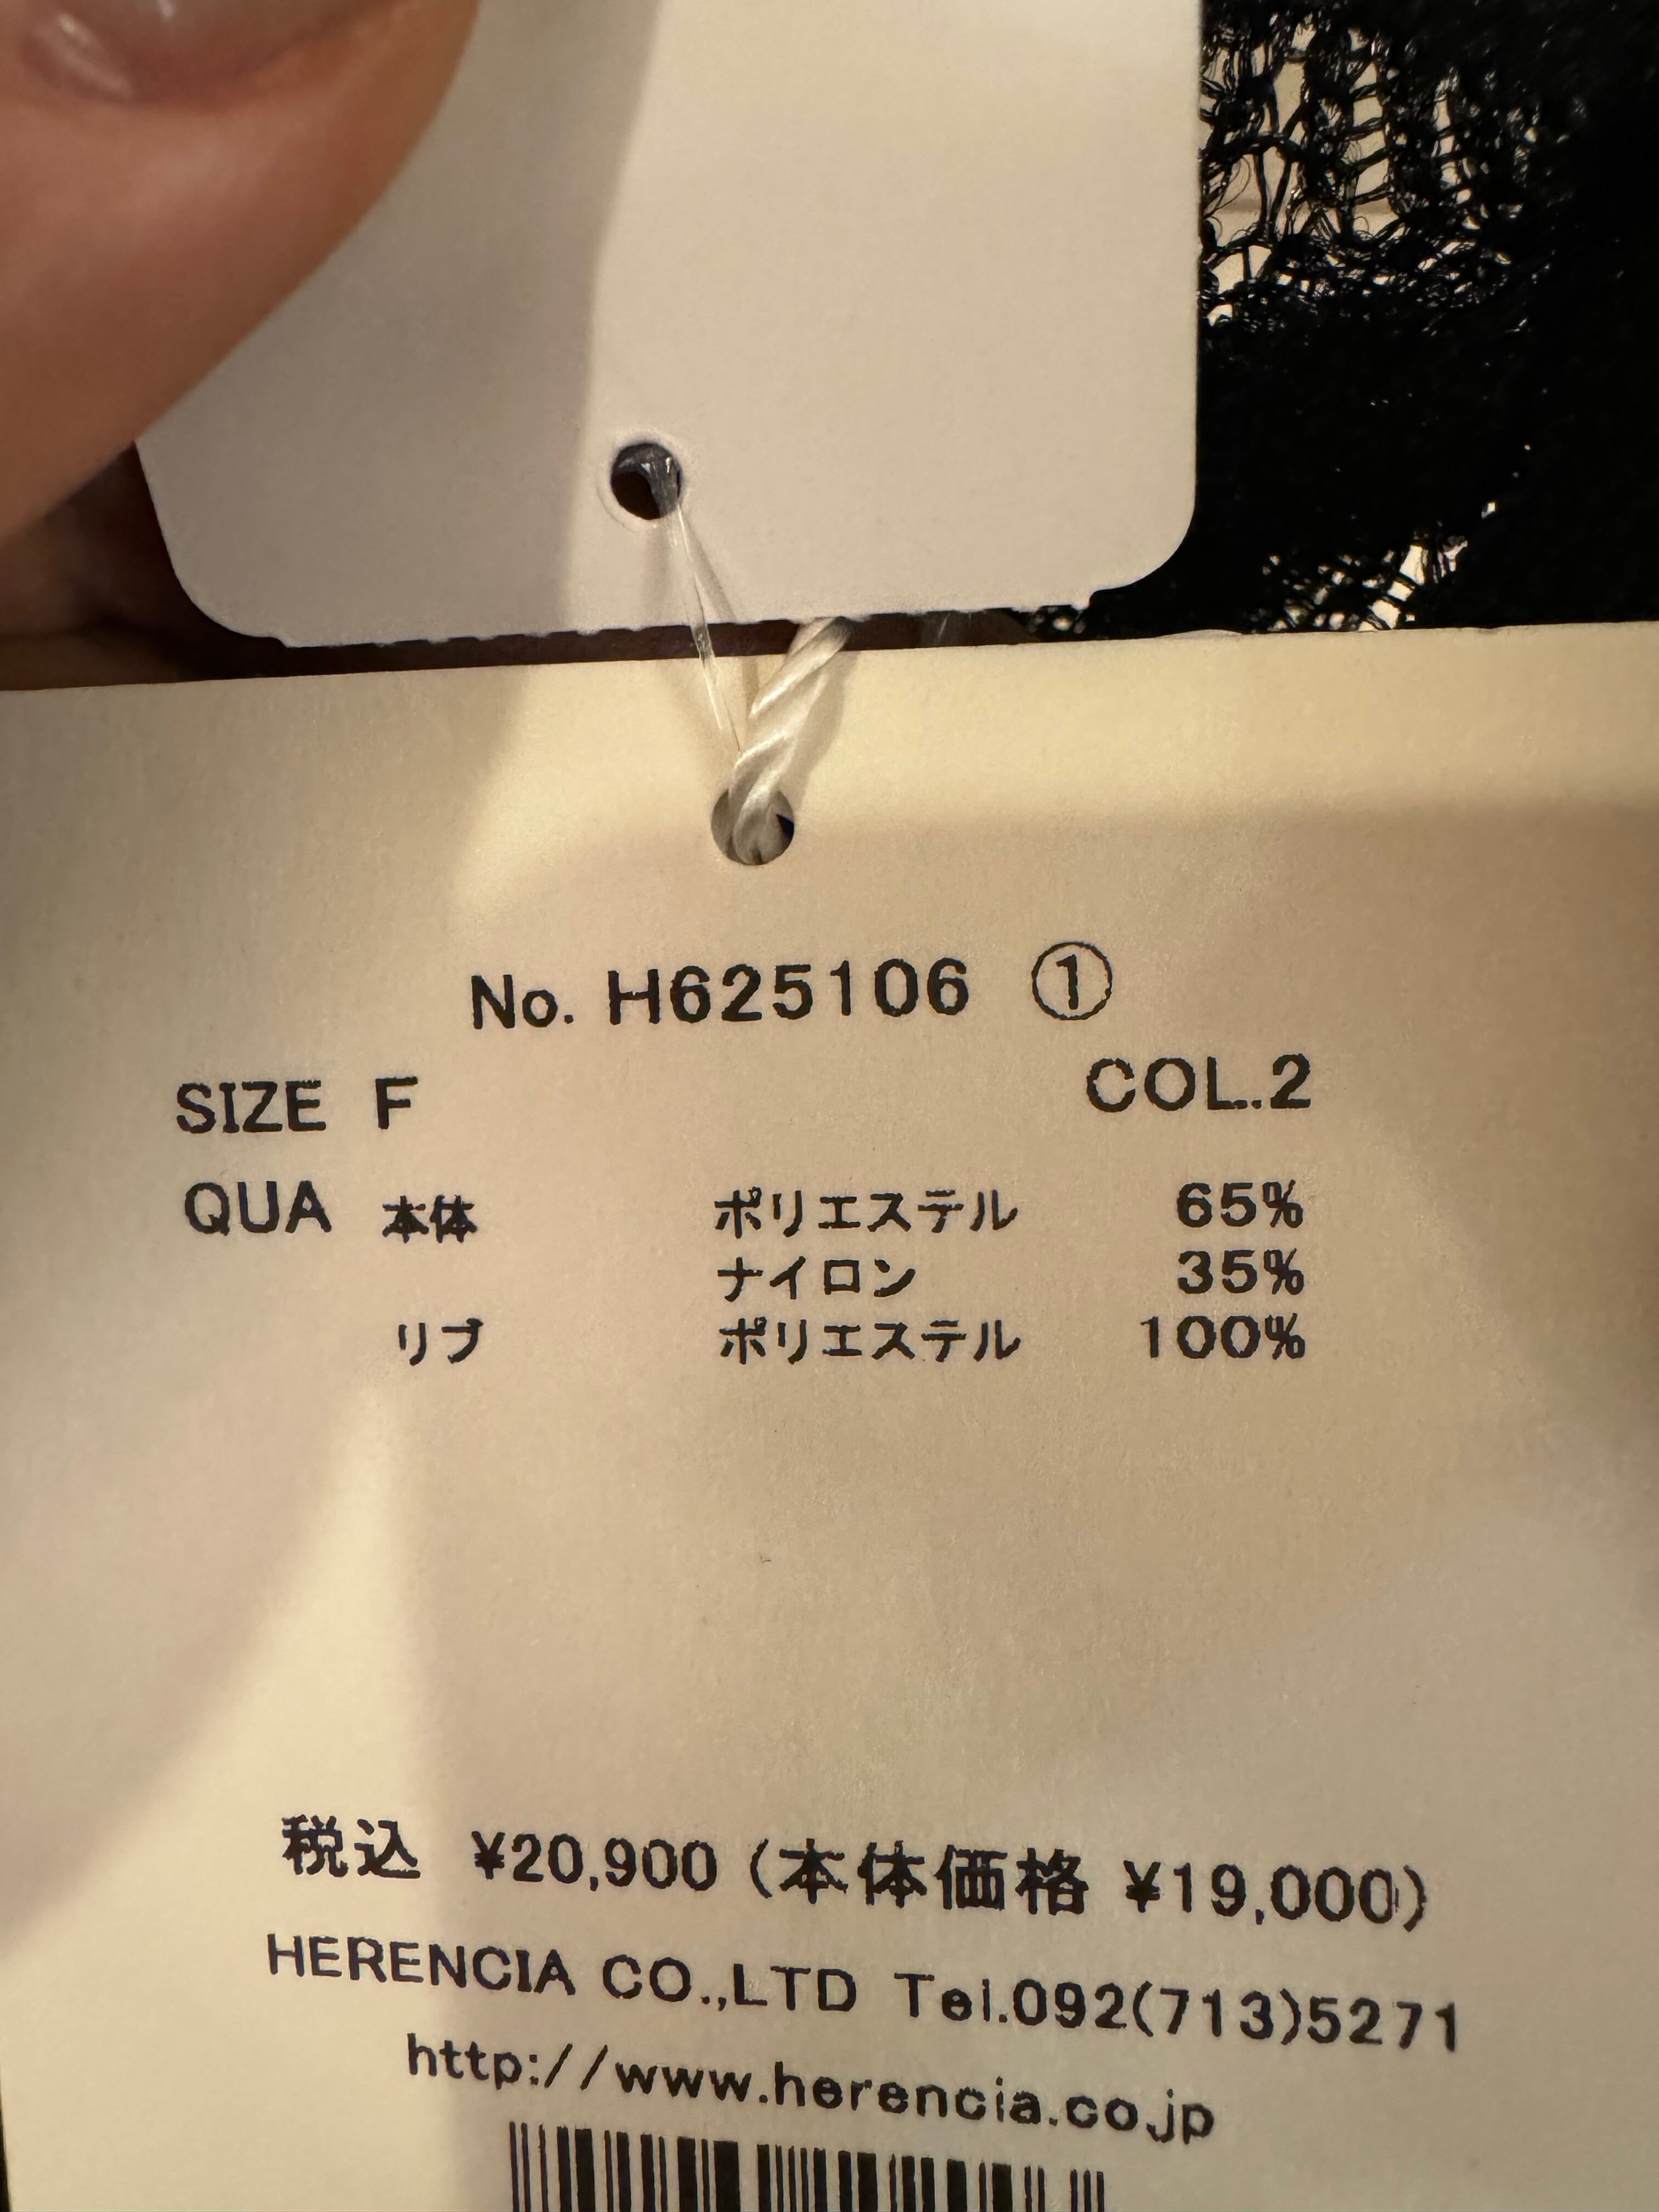 No. H625106 ①
SIZE F COL.2
QUA 本体 ポリエステル 65%
ナイロン 35%
リブ ポリエステル 100%
税込 ¥20,900 (本体価格 ¥19,000)
HERENCIA CO.,LTD Tel.092(713)5271
http://www.herencia.co.jp